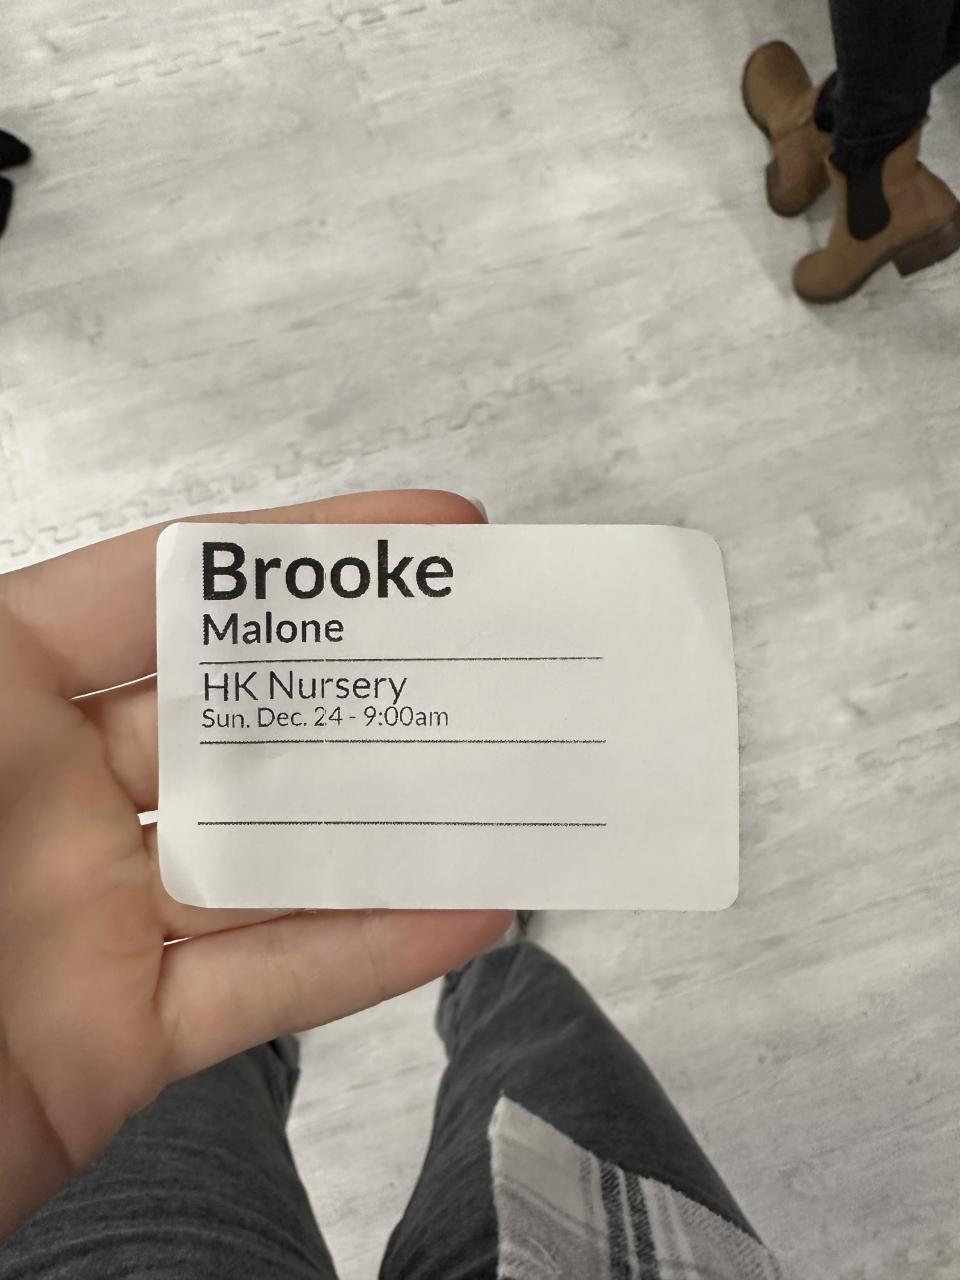 Brooke
Malone
HK Nursery
Sun. Dec. 24 - 9:00am